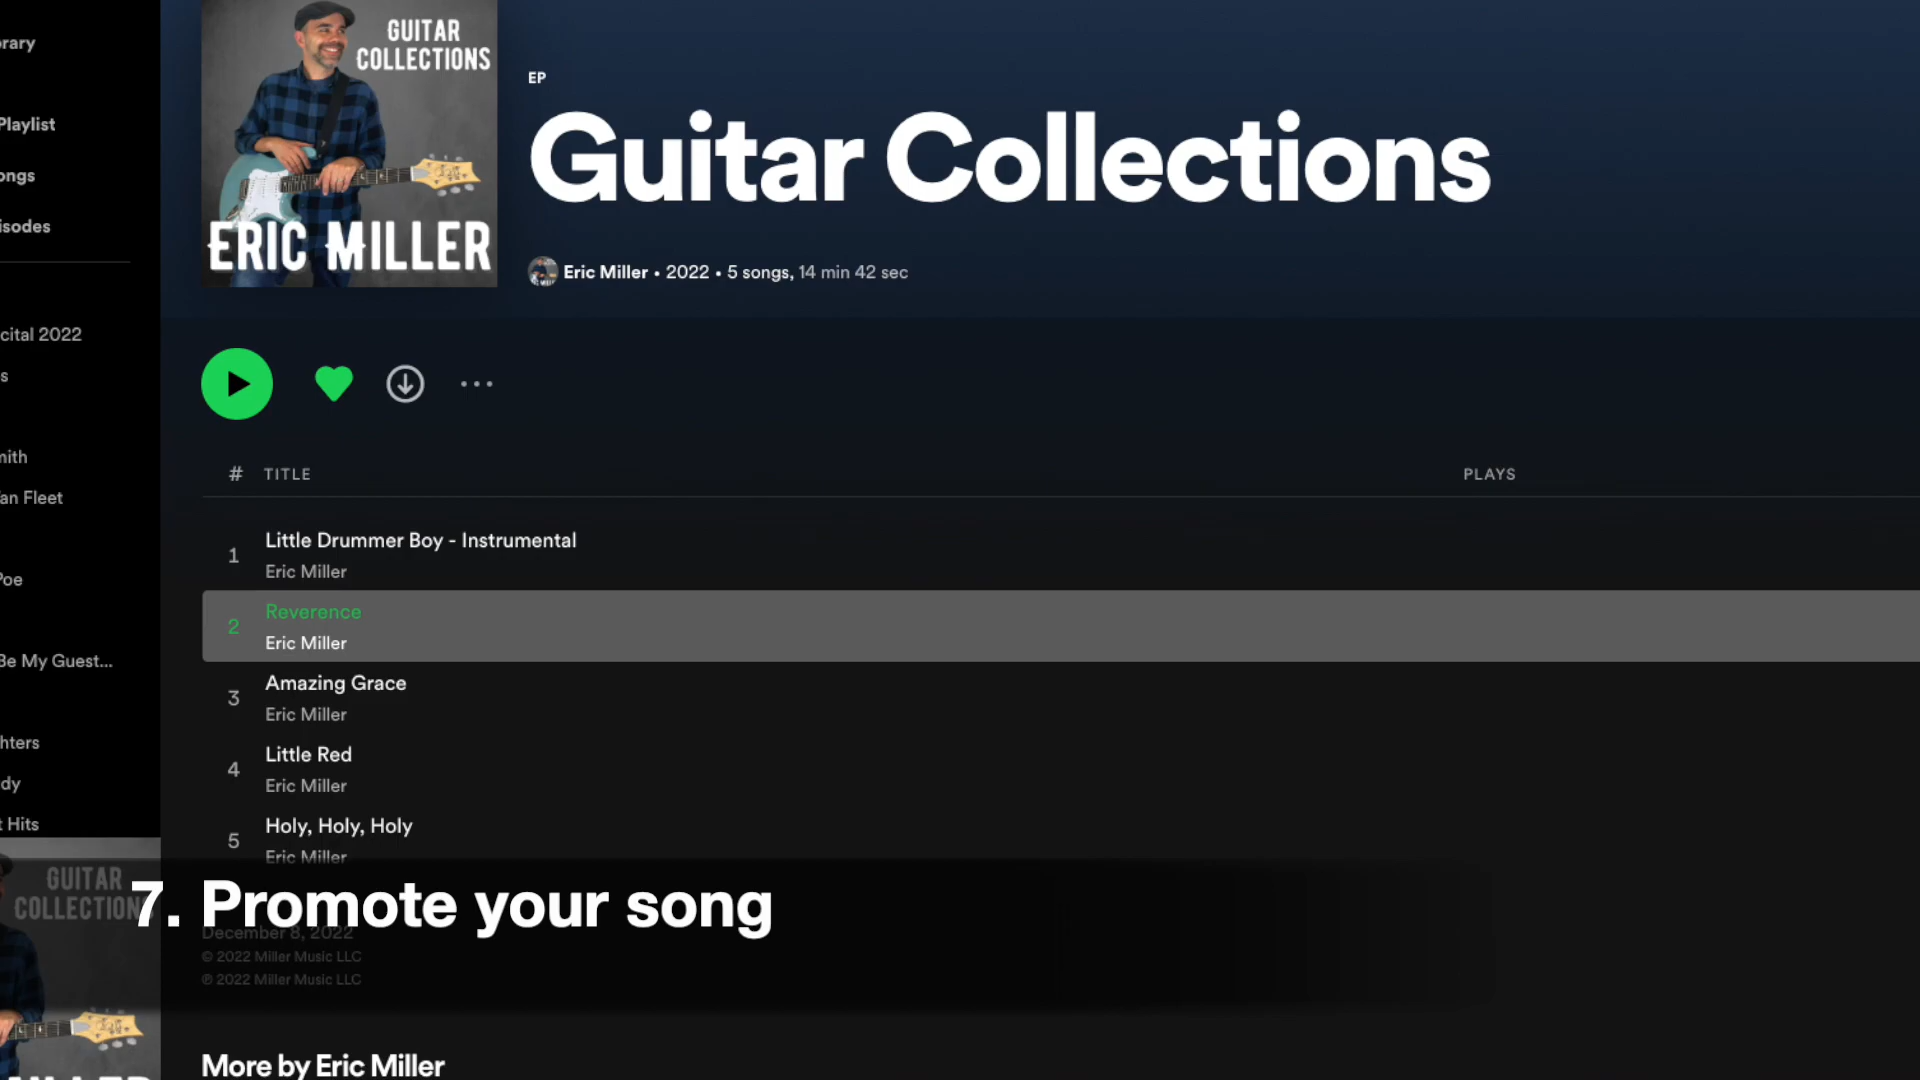 rary
Playlist
ongs
isodes
cital 2022
s
mith
an Fleet
Poe
Be My Guest...
hters
dy
t Hits
GUITAR
COLLECTIONS
ERIC MILLER
EP
Guitar Collections
Eric Miller • 2022 • 5 songs, 14 min 42 sec
# TITLE PLAYS
1 Little Drummer Boy - Instrumental
Eric Miller
2 Reverence
Eric Miller
3 Amazing Grace
Eric Miller
4 Little Red
Eric Miller
5 Holy, Holy, Holy
Eric Miller
GUITAR
COLLECTION
7. Promote your song
December 8, 2022
© 2022 Miller Music LLC
℗ 2022 Miller Music LLC
More by Eric Miller